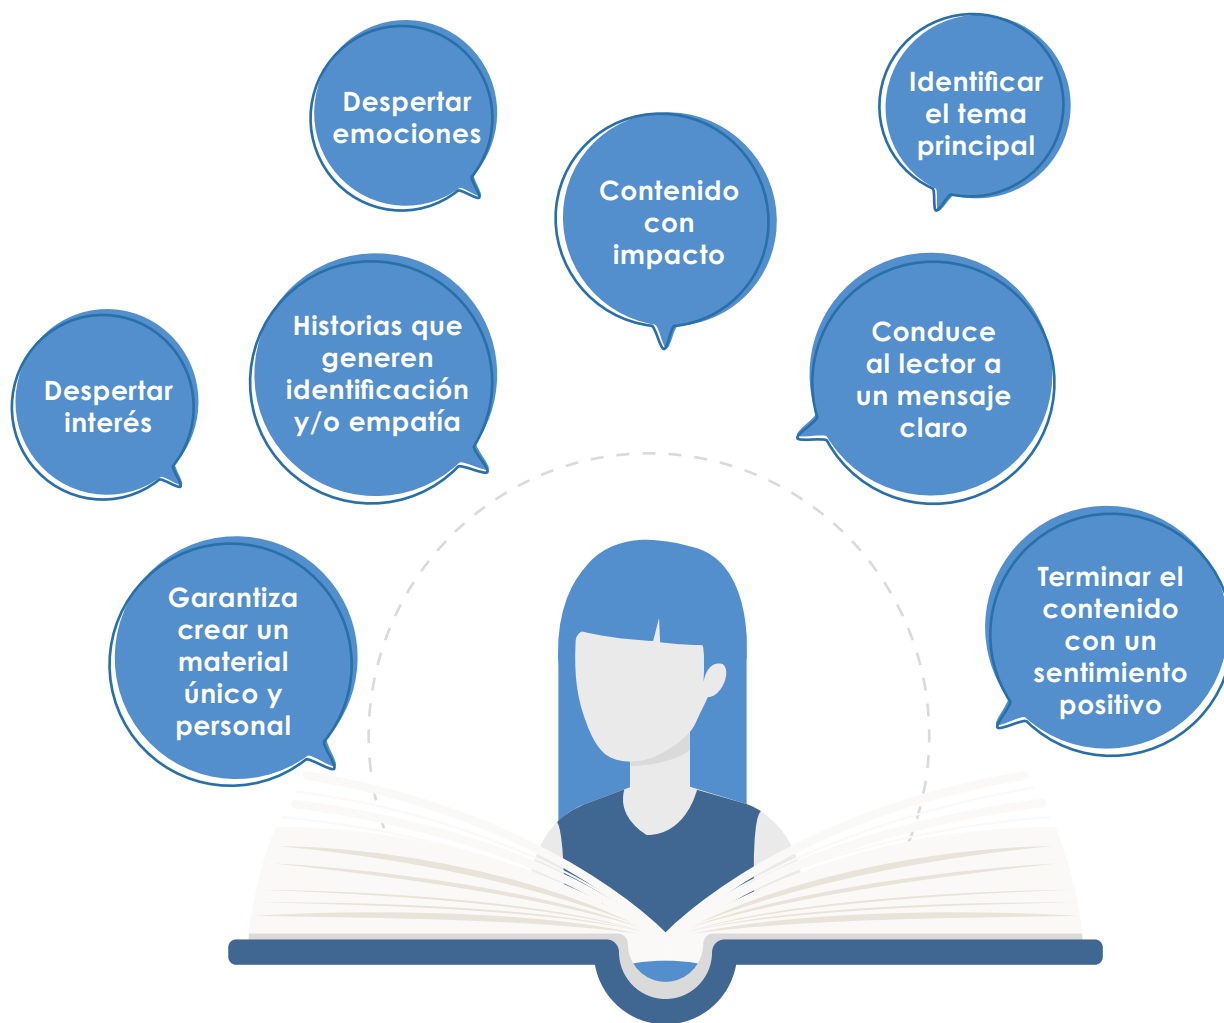 Despertar
emociones
Identificar
el tema
principal
Contenido
con
impacto
Historias que
generen
identificación
y/o empatía
Conduce
al lector a
un mensaje
claro
Despertar
interés
Garantiza
crear un
material
único y
personal
Terminar el
contenido
con un
sentimiento
positivo